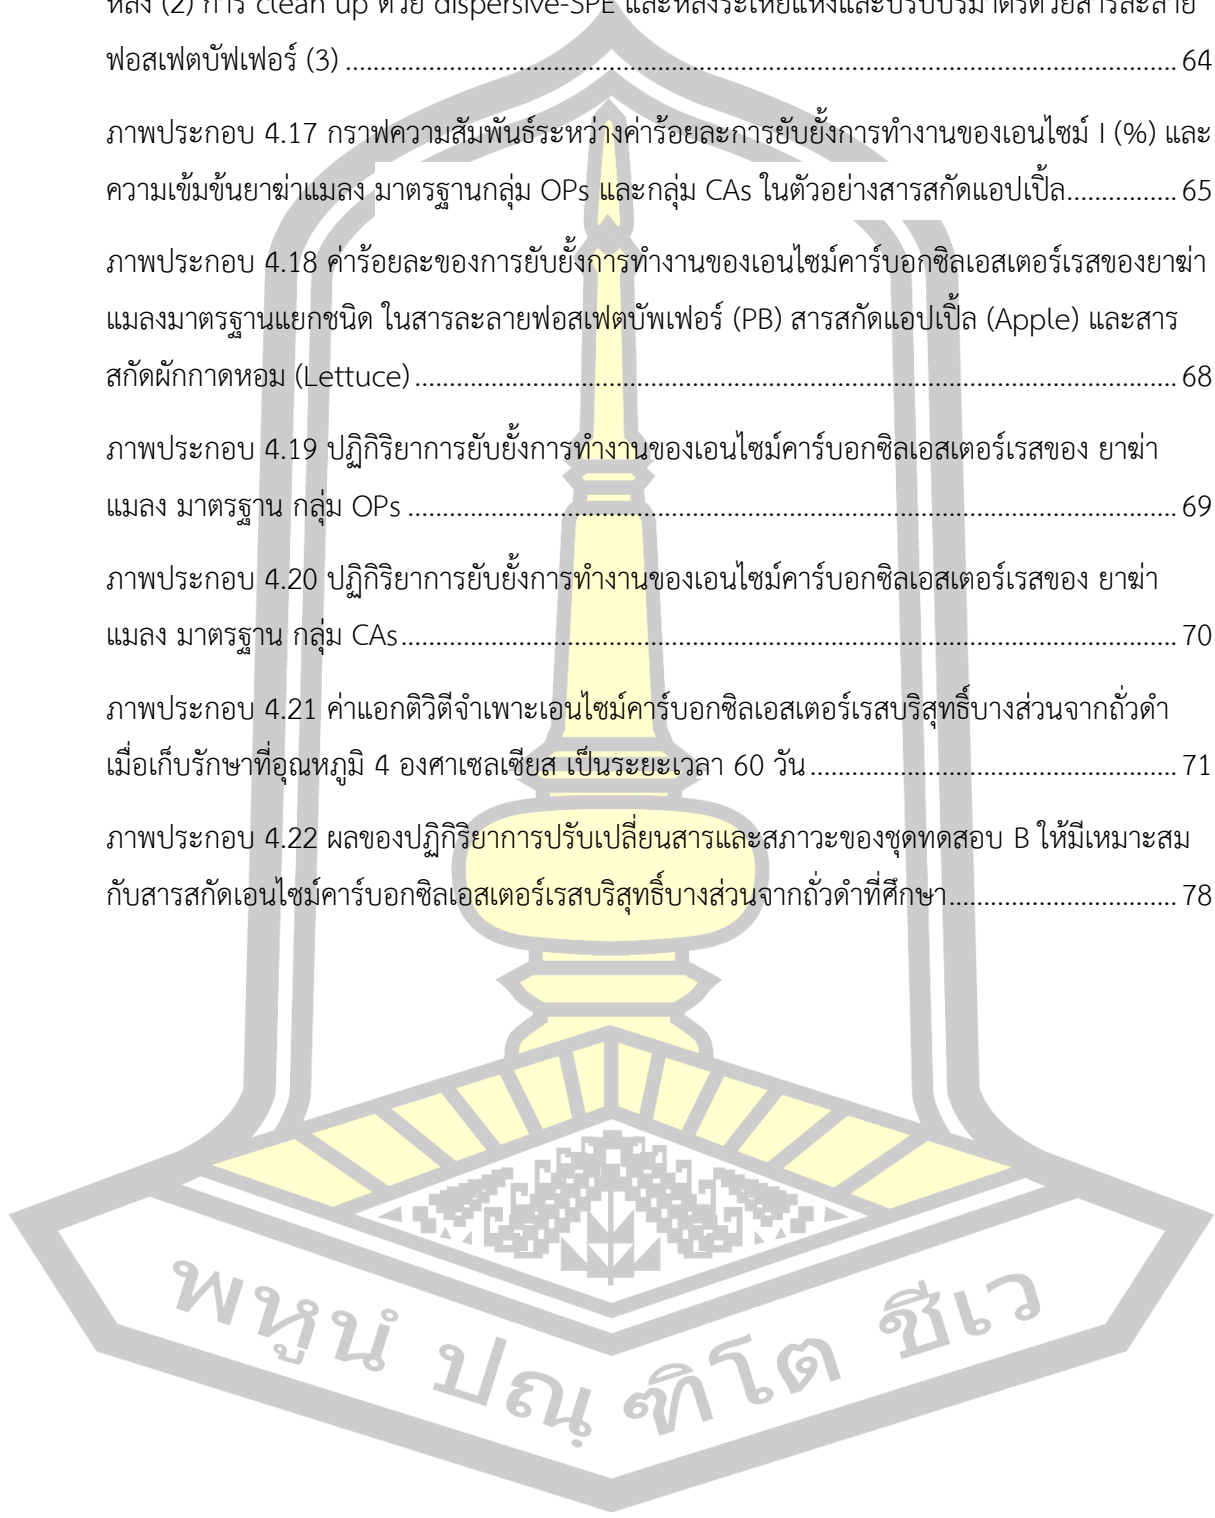 หลัง (2) การ clean up ด้วย dispersive-SPE และหลังระเหยแห้งและปรับปริมาตรด้วยสารละลาย
ฟอสเฟตบัฟเฟอร์ (3) ........................................ 64
ภาพประกอบ 4.17 กราฟความสัมพันธ์ระหว่างค่าร้อยละการยับยั้งการทำงานของเอนไซม์ I (%) และ
ความเข้มข้นยาฆ่าแมลง มาตรฐานกลุ่ม OPs และกลุ่ม CAs ในตัวอย่างสารสกัดแอปเปิ้ล................. 65
ภาพประกอบ 4.18 ค่าร้อยละของการยับยั้งการทำงานของเอนไซม์คาร์บอกซิลเอสเตอร์เรสของยาฆ่า
แมลงมาตรฐานแยกชนิด ในสารละลายฟอสเฟตบัพเฟอร์ (PB) สารสกัดแอปเปิ้ล (Apple) และสาร
สกัดผักกาดหอม (Lettuce) ........................................ 68
ภาพประกอบ 4.19 ปฏิกิริยาการยับยั้งการทำงานของเอนไซม์คาร์บอกซิลเอสเตอร์เรสของ ยาฆ่า
แมลง มาตรฐาน กลุ่ม OPs ........................................ 69
ภาพประกอบ 4.20 ปฏิกิริยาการยับยั้งการทำงานของเอนไซม์คาร์บอกซิลเอสเตอร์เรสของ ยาฆ่า
แมลง มาตรฐาน กลุ่ม CAs ........................................ 70
ภาพประกอบ 4.21 ค่าแอกติวิตีจำเพาะเอนไซม์คาร์บอกซิลเอสเตอร์เรสบริสุทธิ์บางส่วนจากถั่วดำ
เมื่อเก็บรักษาที่อุณหภูมิ 4 องศาเซลเซียส เป็นระยะเวลา 60 วัน ........................................ 71
ภาพประกอบ 4.22 ผลของปฏิกิริยาการปรับเปลี่ยนสารและสภาวะของชุดทดสอบ B ให้มีเหมาะสม
กับสารสกัดเอนไซม์คาร์บอกซิลเอสเตอร์เรสบริสุทธิ์บางส่วนจากถั่วดำที่ศึกษา.................................. 78
พหูนํ ปณฺฑิโต ชีเว